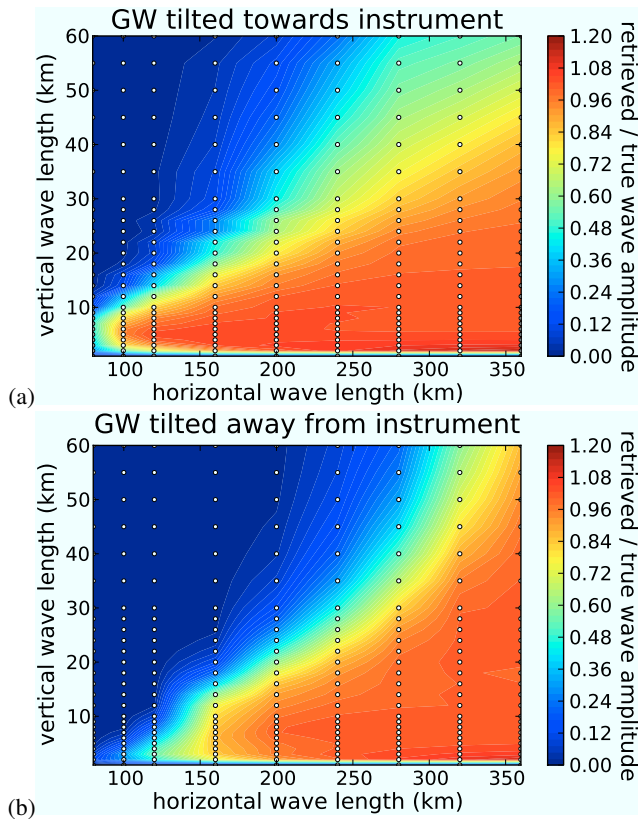 GW tilted towards instrument
60
50
40
30
20
10
vertical wave length (km)
100 150 200 250 300 350
horizontal wave length (km)
1.20
1.08
0.96
0.84
0.72
0.60
0.48
0.36
0.24
0.12
0.00
retrieved / true wave amplitude
(a)
GW tilted away from instrument
60
50
40
30
20
10
vertical wave length (km)
100 150 200 250 300 350
horizontal wave length (km)
1.20
1.08
0.96
0.84
0.72
0.60
0.48
0.36
0.24
0.12
0.00
retrieved / true wave amplitude
(b)